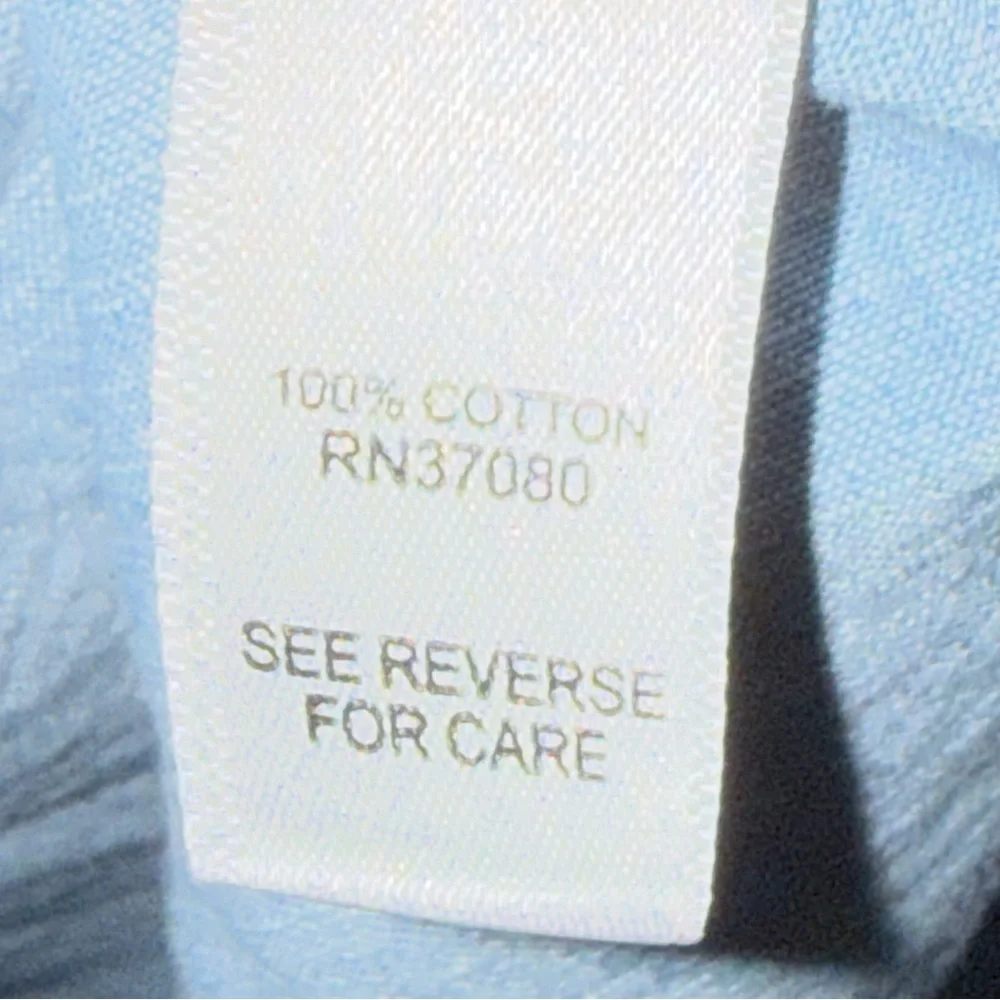 100% COTTON
RN37080
SEE REVERSE
FOR CARE